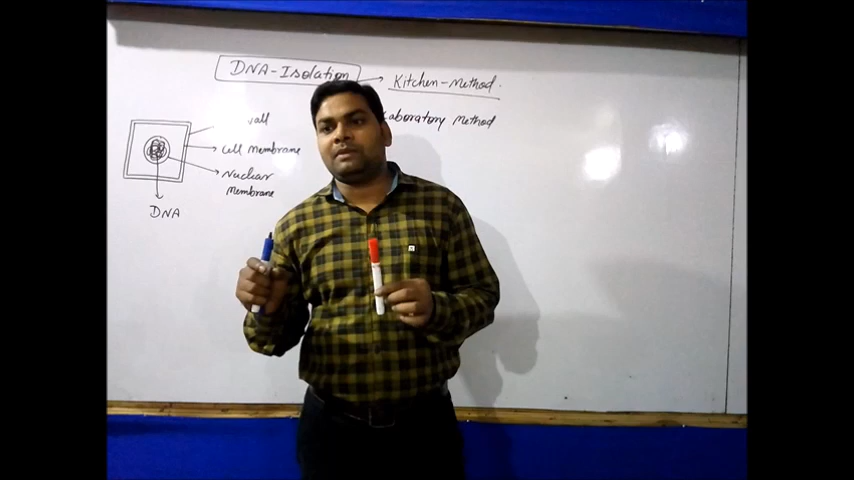 DNA-Isolation
Kitchen-Method.
Laboratory Method
wall
Cell Membrane
Nuclear
Membrane
DNA